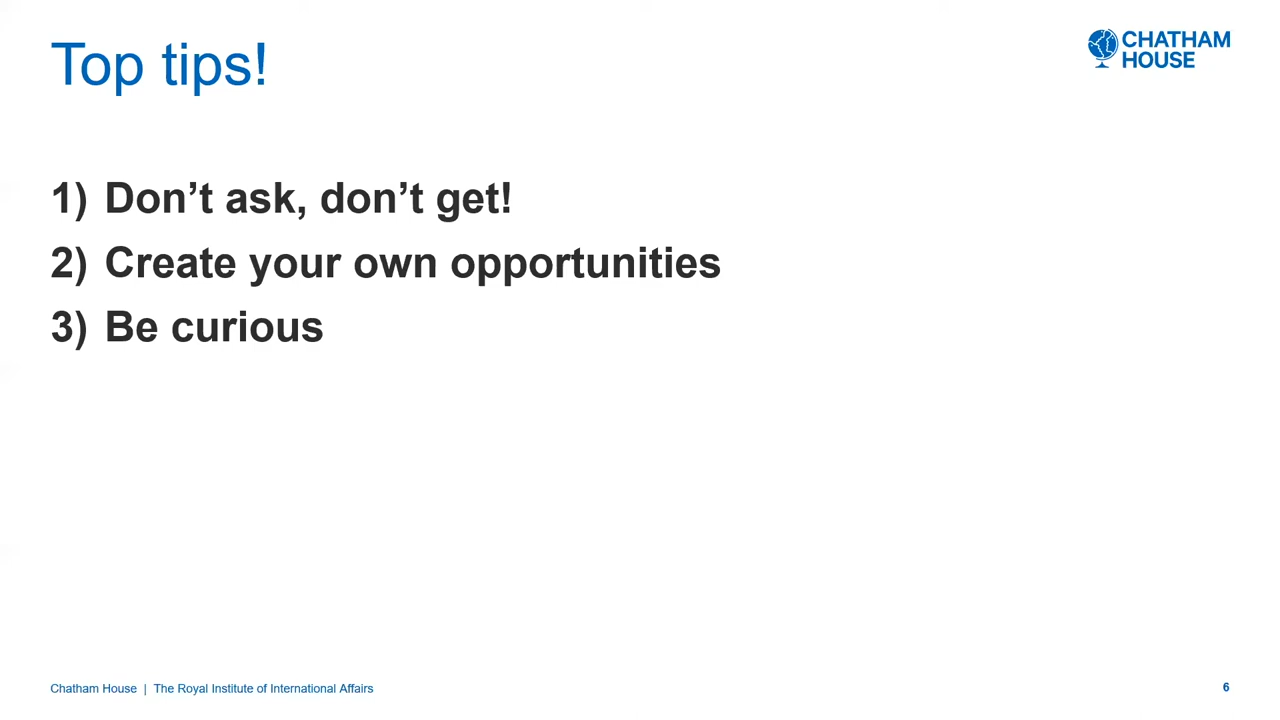 Top tips!
CHATHAM
HOUSE
1) Don’t ask, don’t get!
2) Create your own opportunities
3) Be curious
Chatham House | The Royal Institute of International Affairs
6